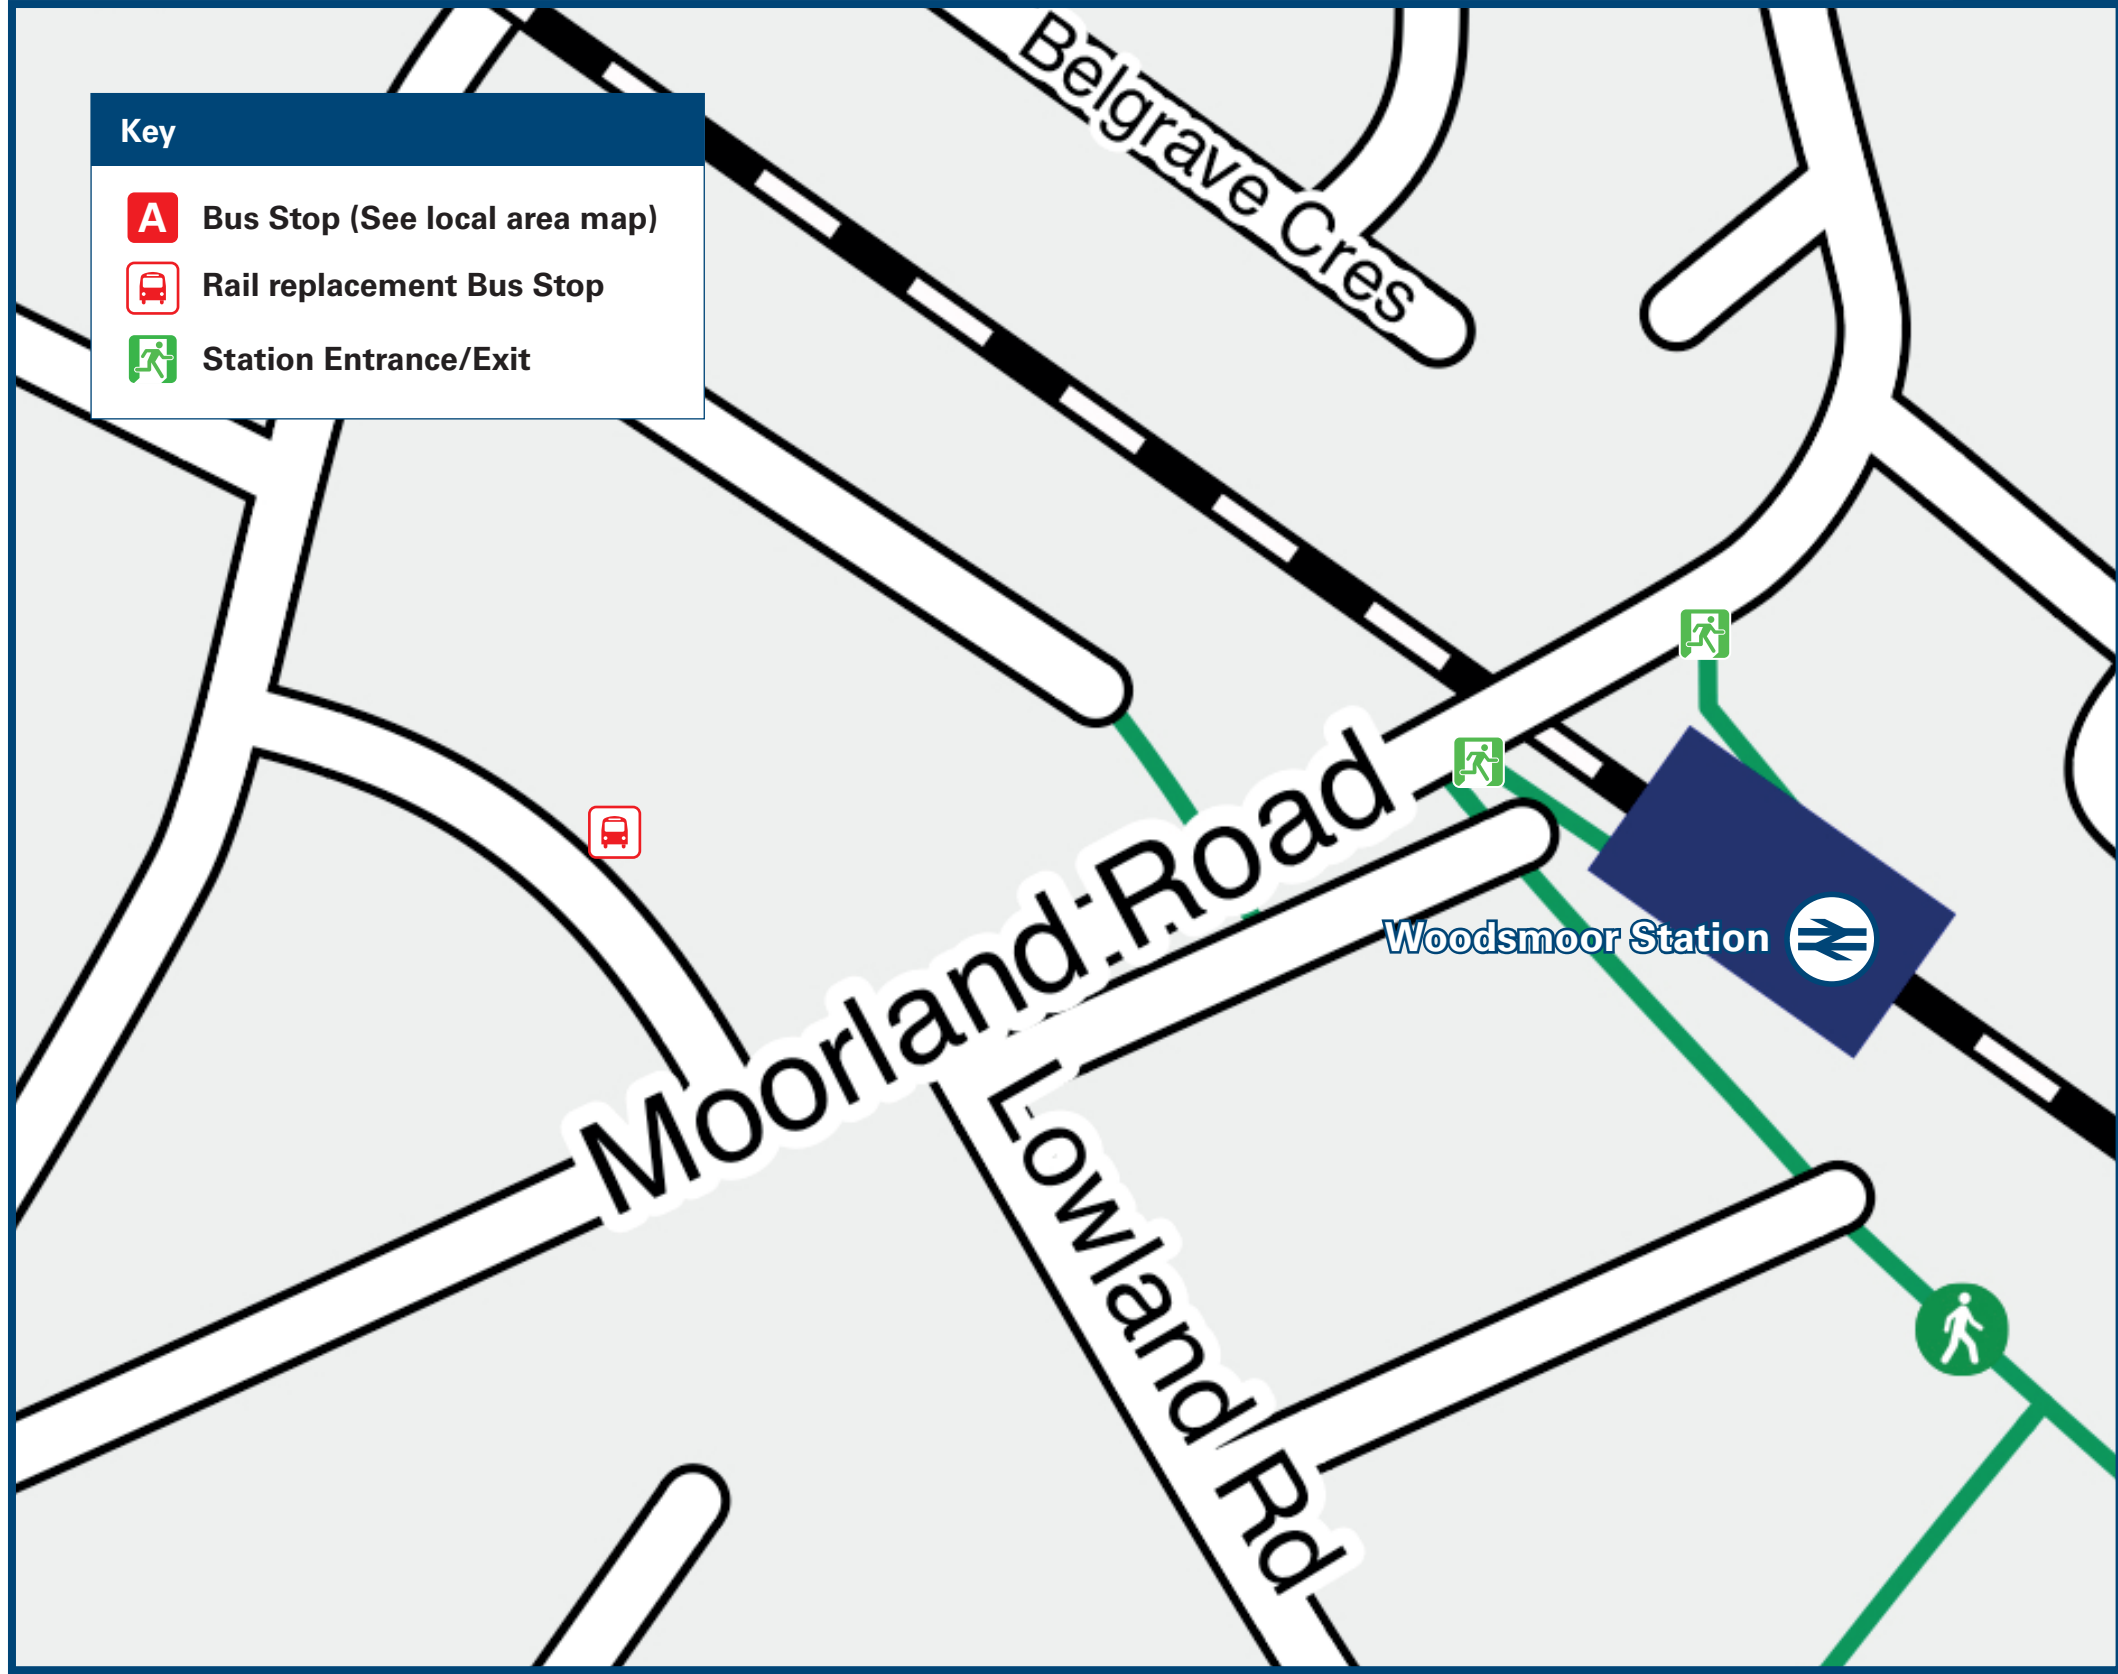 Key
A Bus Stop (See local area map)
Rail replacement Bus Stop
Station Entrance/Exit
Belgrave Cres
Moorland Road
Woodsmoor Station
Lowland Rd